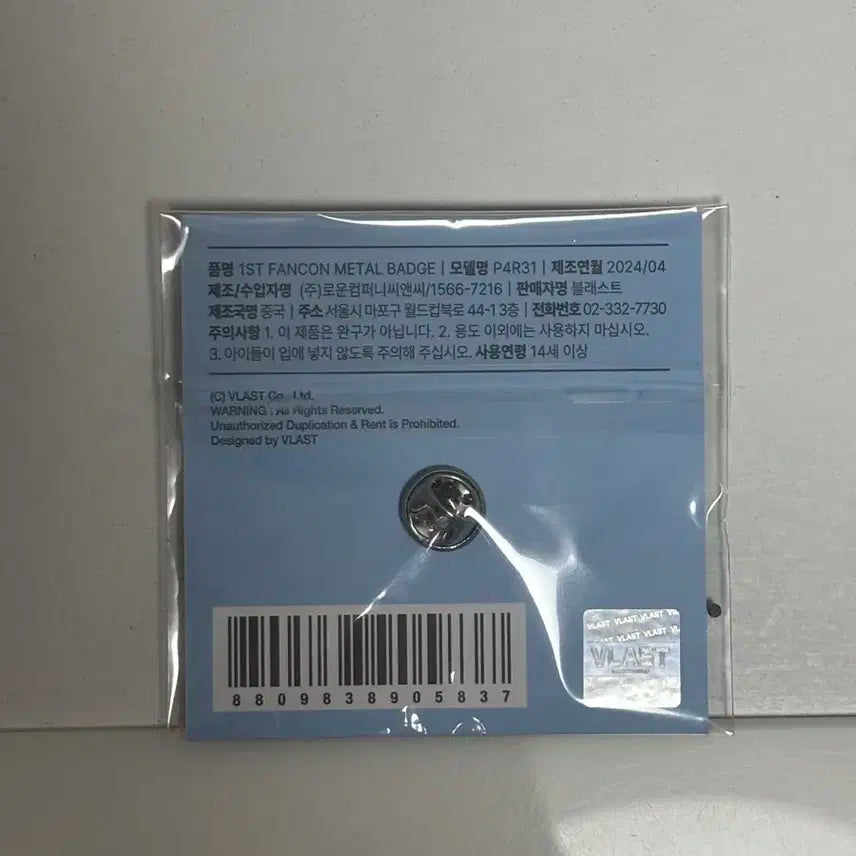 품명 1ST FANCON METAL BADGE | 모델명 P4R31 | 제조연월 2024/04
제조/수입자명 (주)로운컴퍼니씨앤씨/1566-7216 | 판매자명 블래스트
제조국명 중국 | 주소 서울시 마포구 월드컵북로 44-1 3층 | 전화번호 02-332-7730
주의사항 1. 이 제품은 완구가 아닙니다. 2. 용도 이외에는 사용하지 마십시오.
3. 아이들이 입에 넣지 않도록 주의해 주십시오. 사용연령 14세 이상
(C) VLAST Co., Ltd.
WARNING : All Rights Reserved.
Unauthorized Duplication & Rent is Prohibited.
Designed by VLAST
8809838905837
VLAST VLAST VLAST VL
VLAST VLAST VLAST
VLAST